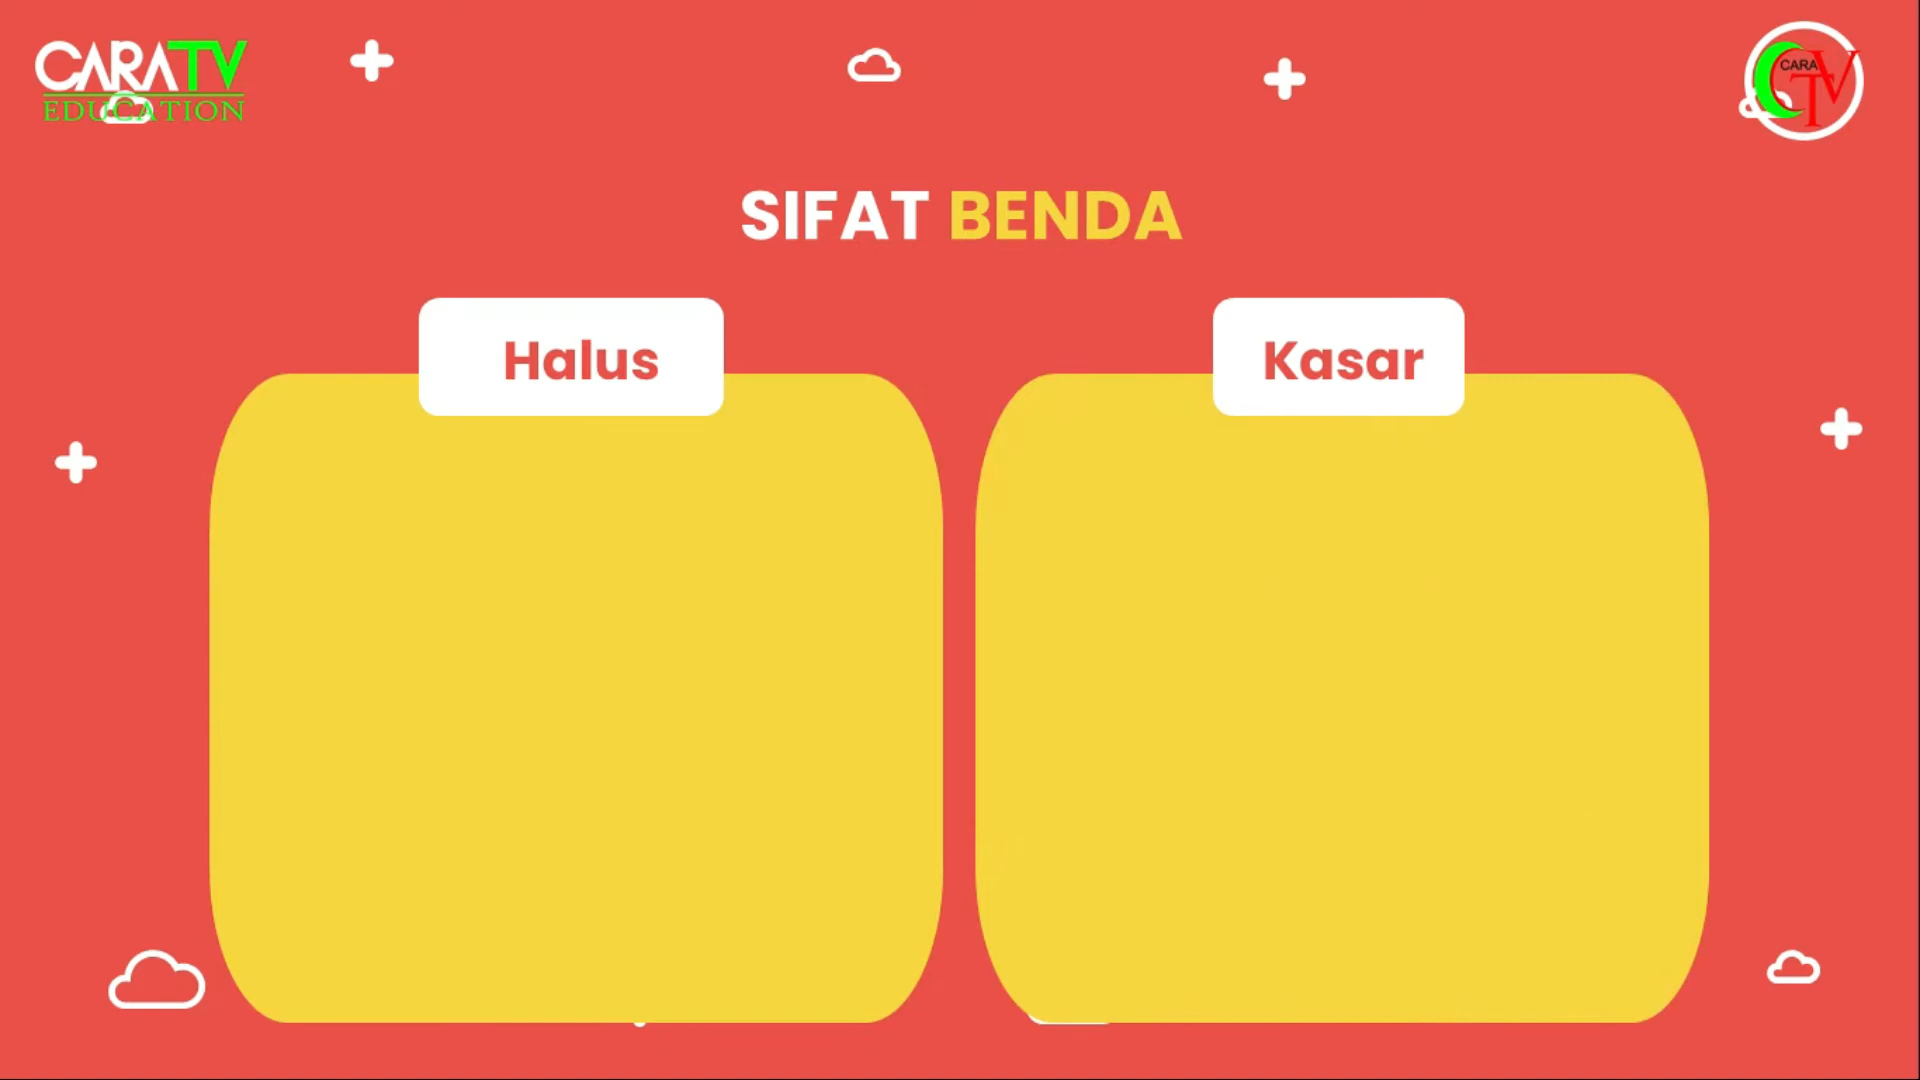 CARATV
EDUCATION
CARA
TV
SIFAT BENDA
Halus
Kasar